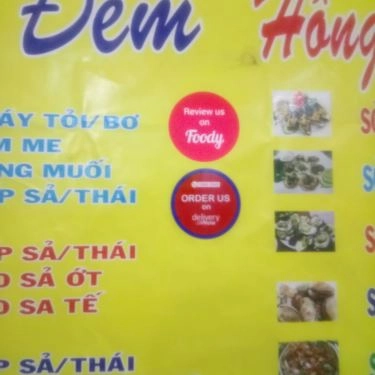 Đêm Hồng
ÁY TỎI/BƠ
M ME
NG MUỐI
P SẢ/THÁI
Review us
on
Foody
ORDER US
on
delivery
P SẢ/THÁI
O SẢ ỚT
O SA TẾ
P SẢ/THÁI